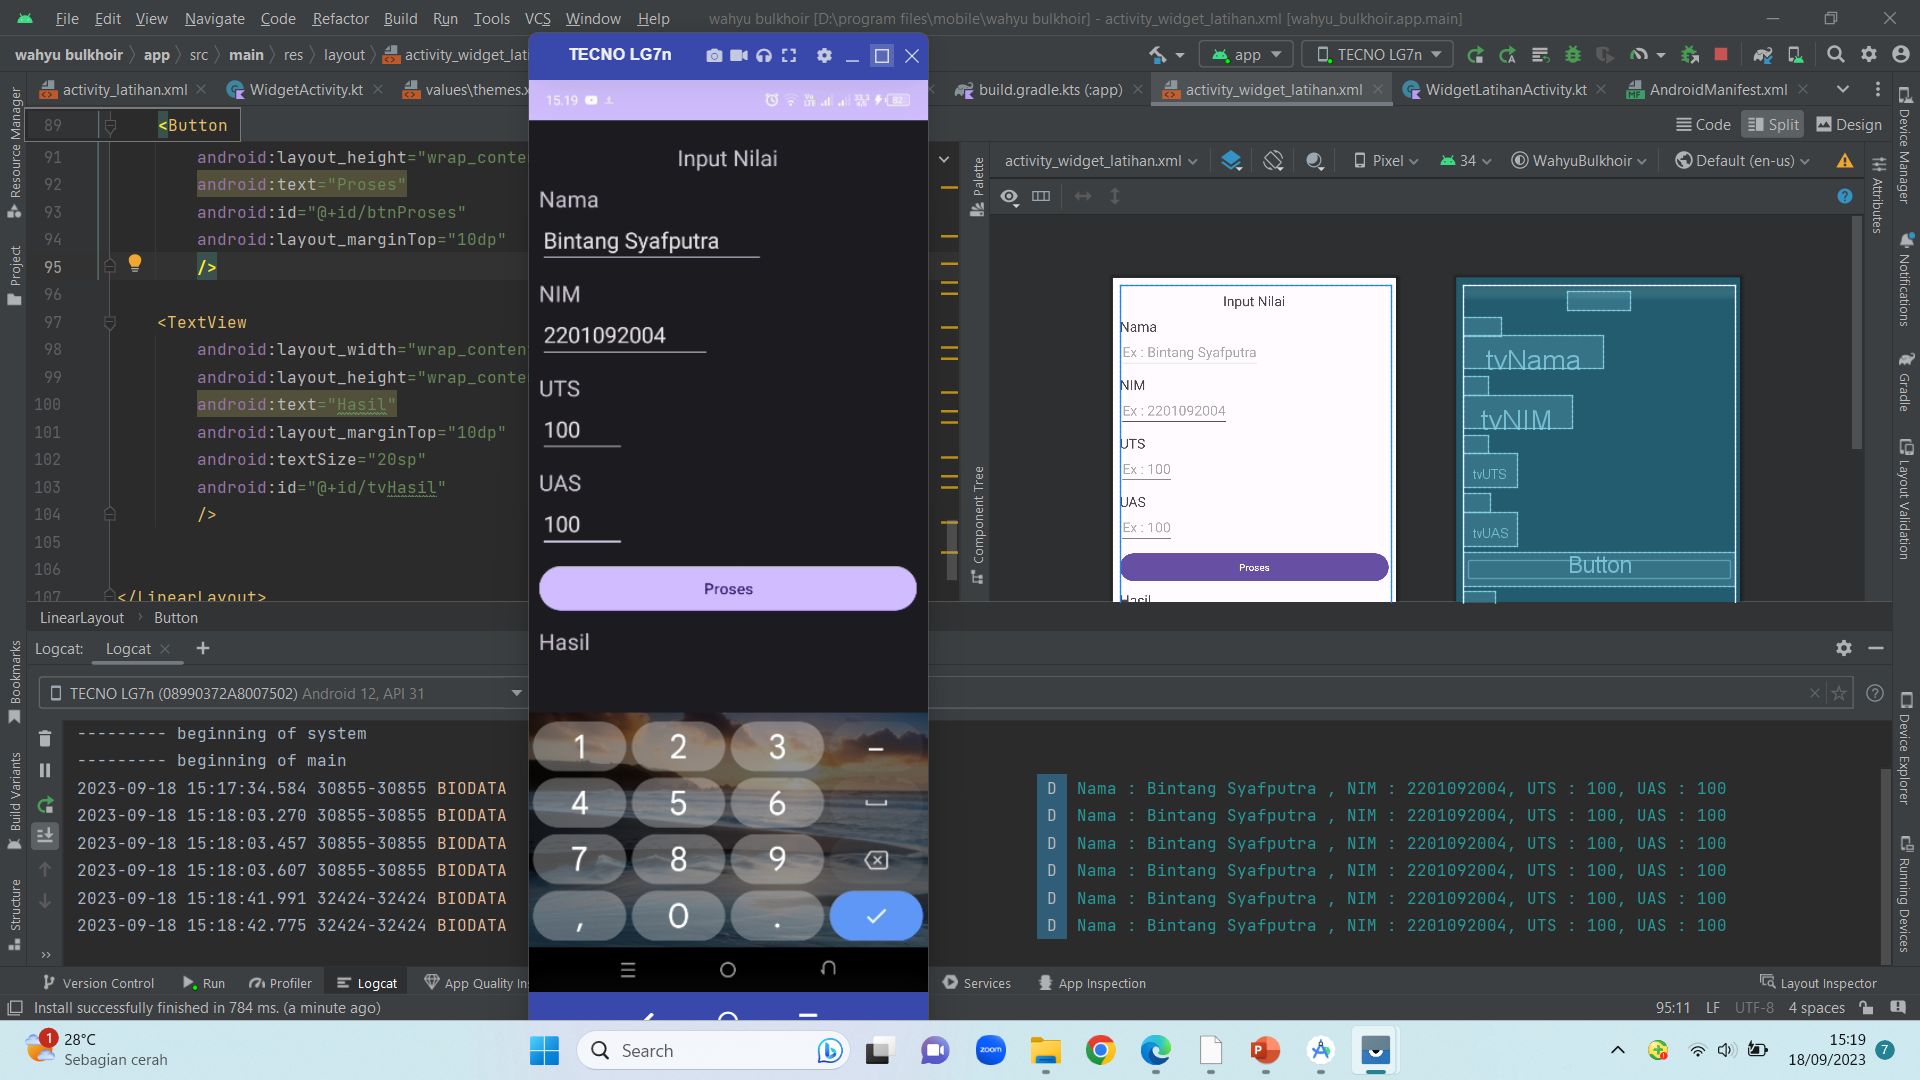 File Edit View Navigate Code Refactor Build Run Tools VCS Window Help wahyu bulkhoir [D:\program files\mobile\wahyu bulkhoir] - activity_widget_latihan.xml [wahyu_bulkhoir.app.main]
wahyu bulkhoir app src main res layout activity_widget_lati
app TECNO LG7n
activity_latihan.xml WidgetActivity.kt values\themes.x build.gradle.kts (:app) activity_widget_latihan.xml WidgetLatihanActivity.kt AndroidManifest.xml
Code Split Design
89 <Button
91 android:layout_height="wrap_conte
92 android:text="Proses"
93 android:id="@+id/btnProses"
94 android:layout_marginTop="10dp"
95 />
96
97 <TextView
98 android:layout_width="wrap_conten
99 android:layout_height="wrap_conte
100 android:text="Hasil"
101 android:layout_marginTop="10dp"
102 android:textSize="20sp"
103 android:id="@+id/tvHasil"
104 />
105
106
107 </LinearLayout>
LinearLayout Button
Resource Manager
Project
Bookmarks
Build Variants
Structure
TECNO LG7n
15.19
82
Input Nilai
Nama
Bintang Syafputra
NIM
2201092004
UTS
100
UAS
100
Proses
Hasil
1 2 3 –
4 5 6
7 8 9
, 0 .
Palette
Component Tree
activity_widget_latihan.xml Pixel 34 WahyuBulkhoir Default (en-us)
Input Nilai
Nama
Ex : Bintang Syafputra
NIM
Ex : 2201092004
UTS
Ex : 100
UAS
Ex : 100
Proses
Hasil
tvNama
tvNIM
tvUTS
tvUAS
Button
Device Manager
Attributes
Notifications
Gradle
Layout Validation
Device Explorer
Running Devices
Logcat: Logcat
TECNO LG7n (08990372A8007502) Android 12, API 31
--------- beginning of system
--------- beginning of main
2023-09-18 15:17:34.584 30855-30855 BIODATA D Nama : Bintang Syafputra , NIM : 2201092004, UTS : 100, UAS : 100
2023-09-18 15:18:03.270 30855-30855 BIODATA D Nama : Bintang Syafputra , NIM : 2201092004, UTS : 100, UAS : 100
2023-09-18 15:18:03.457 30855-30855 BIODATA D Nama : Bintang Syafputra , NIM : 2201092004, UTS : 100, UAS : 100
2023-09-18 15:18:03.607 30855-30855 BIODATA D Nama : Bintang Syafputra , NIM : 2201092004, UTS : 100, UAS : 100
2023-09-18 15:18:41.991 32424-32424 BIODATA D Nama : Bintang Syafputra , NIM : 2201092004, UTS : 100, UAS : 100
2023-09-18 15:18:42.775 32424-32424 BIODATA D Nama : Bintang Syafputra , NIM : 2201092004, UTS : 100, UAS : 100
Version Control Run Profiler Logcat App Quality In Services App Inspection Layout Inspector
Install successfully finished in 784 ms. (a minute ago) 95:11 LF UTF-8 4 spaces
1 28°C
Sebagian cerah
Search
zoom
15:19
18/09/2023
7